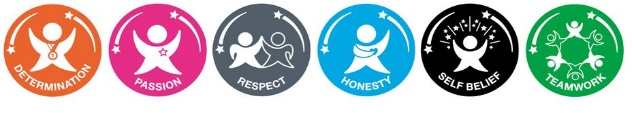 DETERMINATION
PASSION
RESPECT
HONESTY
SELF BELIEF
TEAMWORK